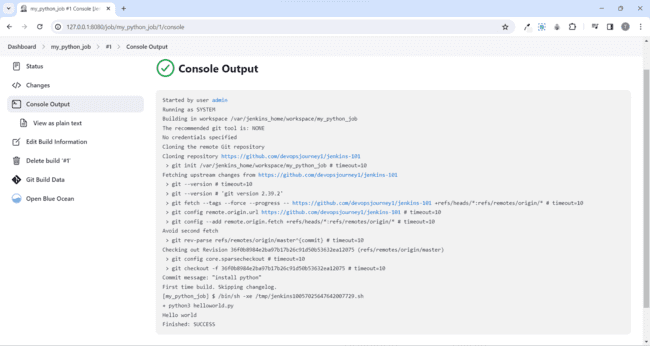 my_python_job #1 Console [Jen
127.0.0.1:8080/job/my_python_job/1/console
Dashboard > my_python_job > #1 > Console Output
Status
Changes
Console Output
View as plain text
Edit Build Information
Delete build '#1'
Git Build Data
Open Blue Ocean
Console Output
Started by user admin
Running as SYSTEM
Building in workspace /var/jenkins_home/workspace/my_python_job
The recommended git tool is: NONE
No credentials specified
Cloning the remote Git repository
Cloning repository https://github.com/devopsjourney1/jenkins-101
> git init /var/jenkins_home/workspace/my_python_job # timeout=10
Fetching upstream changes from https://github.com/devopsjourney1/jenkins-101
> git --version # timeout=10
> git --version # 'git version 2.39.2'
> git fetch --tags --force --progress -- https://github.com/devopsjourney1/jenkins-101 +refs/heads/*:refs/remotes/origin/* # timeout=10
> git config remote.origin.url https://github.com/devopsjourney1/jenkins-101 # timeout=10
> git config --add remote.origin.fetch +refs/heads/*:refs/remotes/origin/* # timeout=10
Avoid second fetch
> git rev-parse refs/remotes/origin/master^{commit} # timeout=10
Checking out Revision 36f0b8984e2ba97b17b26c91d50b53632ea12075 (refs/remotes/origin/master)
> git config core.sparsecheckout # timeout=10
> git checkout -f 36f0b8984e2ba97b17b26c91d50b53632ea12075 # timeout=10
Commit message: "install python"
First time build. Skipping changelog.
[my_python_job] $ /bin/sh -xe /tmp/jenkins18057025647642007729.sh
+ python3 helloworld.py
Hello world
Finished: SUCCESS